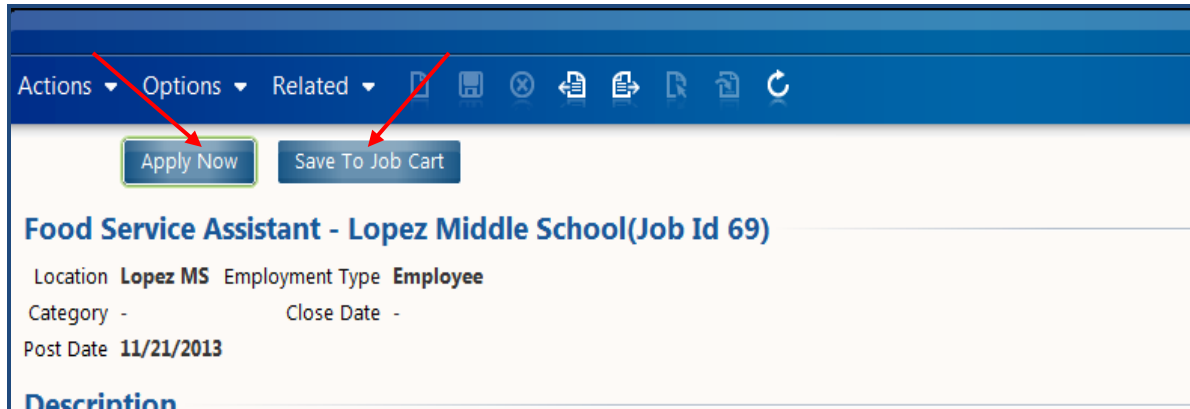 Actions Options Related
Apply Now Save To Job Cart
Food Service Assistant - Lopez Middle School(Job Id 69)
Location Lopez MS Employment Type Employee
Category - Close Date -
Post Date 11/21/2013
Description